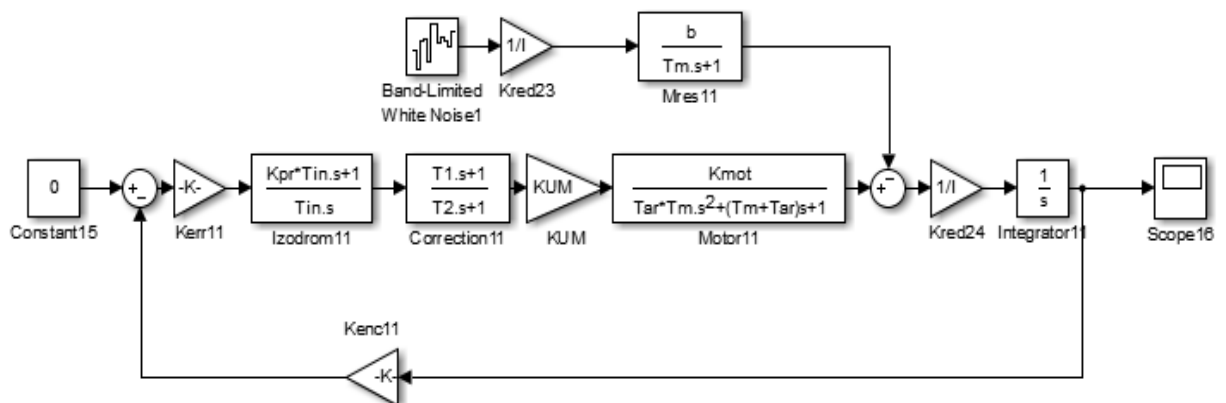 1/I
b
Tm.s+1
Band-Limited
White Noise1
Kred23
Mres11
0
-K-
Kpr*Tin.s+1
Tin.s
T1.s+1
T2.s+1
KUM
Kmot
Tar*Tm.s²+(Tm+Tar)s+1
1/I
1
s
Constant15
Kerr11
Izodrom11
Correction11
KUM
Motor11
Kred24
Integrator11
Scope16
Kenc11
-K-